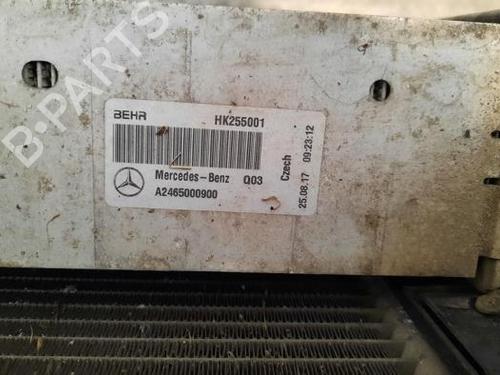 B-PARTS
BEHR HK255001
Mercedes-Benz Q03
A2465000900
Czech
25.08.17 09:23:12